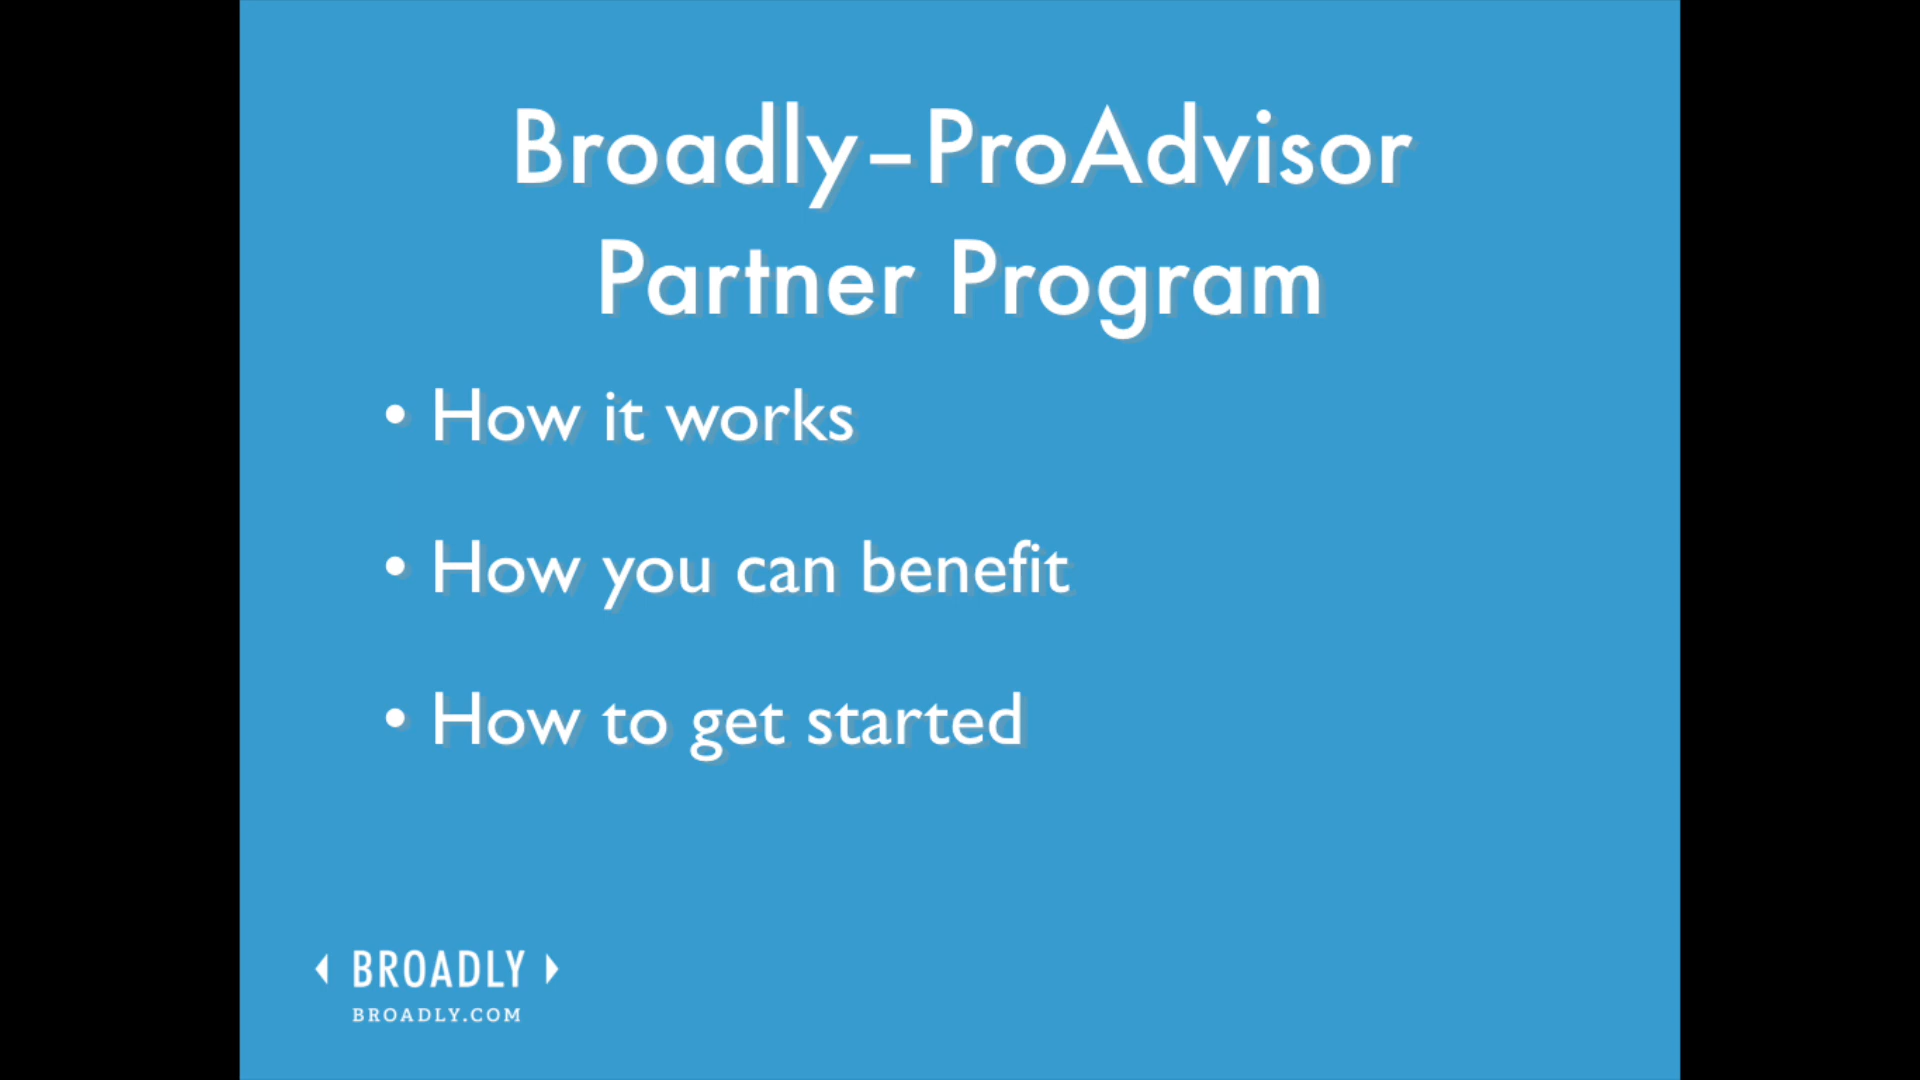 Broadly–ProAdvisor
Partner Program
• How it works
• How you can benefit
• How to get started
BROADLY
BROADLY.COM